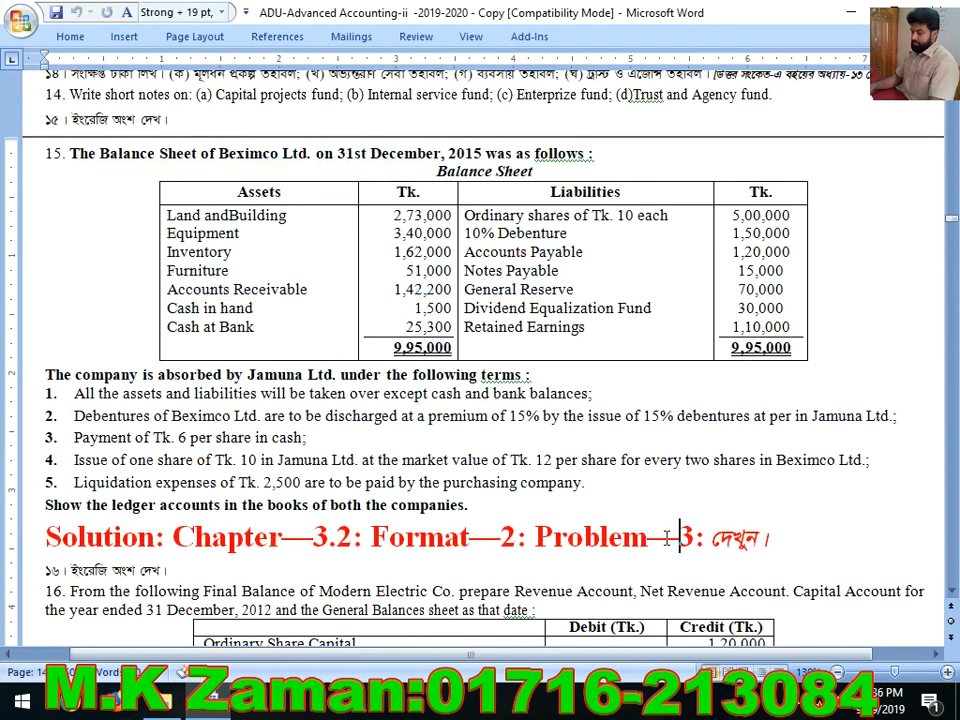 Strong + 19 pt,
ADU-Advanced Accounting-ii -2019-2020 - Copy [Compatibility Mode] - Microsoft Word
Home Insert Page Layout References Mailings Review View Add-Ins
14. Write short notes on: (a) Capital projects fund; (b) Internal service fund; (c) Enterprize fund; (d)Trust and Agency fund.
১৫। ইংরেজি অংশ দেখ।
15. The Balance Sheet of Beximco Ltd. on 31st December, 2015 was as follows :
Balance Sheet
Assets Tk. Liabilities Tk.
Land andBuilding 2,73,000 Ordinary shares of Tk. 10 each 5,00,000
Equipment 3,40,000 10% Debenture 1,50,000
Inventory 1,62,000 Accounts Payable 1,20,000
Furniture 51,000 Notes Payable 15,000
Accounts Receivable 1,42,200 General Reserve 70,000
Cash in hand 1,500 Dividend Equalization Fund 30,000
Cash at Bank 25,300 Retained Earnings 1,10,000
9,95,000 9,95,000
The company is absorbed by Jamuna Ltd. under the following terms :
1. All the assets and liabilities will be taken over except cash and bank balances;
2. Debentures of Beximco Ltd. are to be discharged at a premium of 15% by the issue of 15% debentures at per in Jamuna Ltd.;
3. Payment of Tk. 6 per share in cash;
4. Issue of one share of Tk. 10 in Jamuna Ltd. at the market value of Tk. 12 per share for every two shares in Beximco Ltd.;
5. Liquidation expenses of Tk. 2,500 are to be paid by the purchasing company.
Show the ledger accounts in the books of both the companies.
Solution: Chapter—3.2: Format—2: Problem—3: দেখুন।
১৬। ইংরেজি অংশ দেখ।
16. From the following Final Balance of Modern Electric Co. prepare Revenue Account, Net Revenue Account. Capital Account for
the year ended 31 December, 2012 and the General Balances sheet as that date :
Debit (Tk.) Credit (Tk.)
Ordinary Share Capital 1,20,000
M.K Zaman:01716-213084